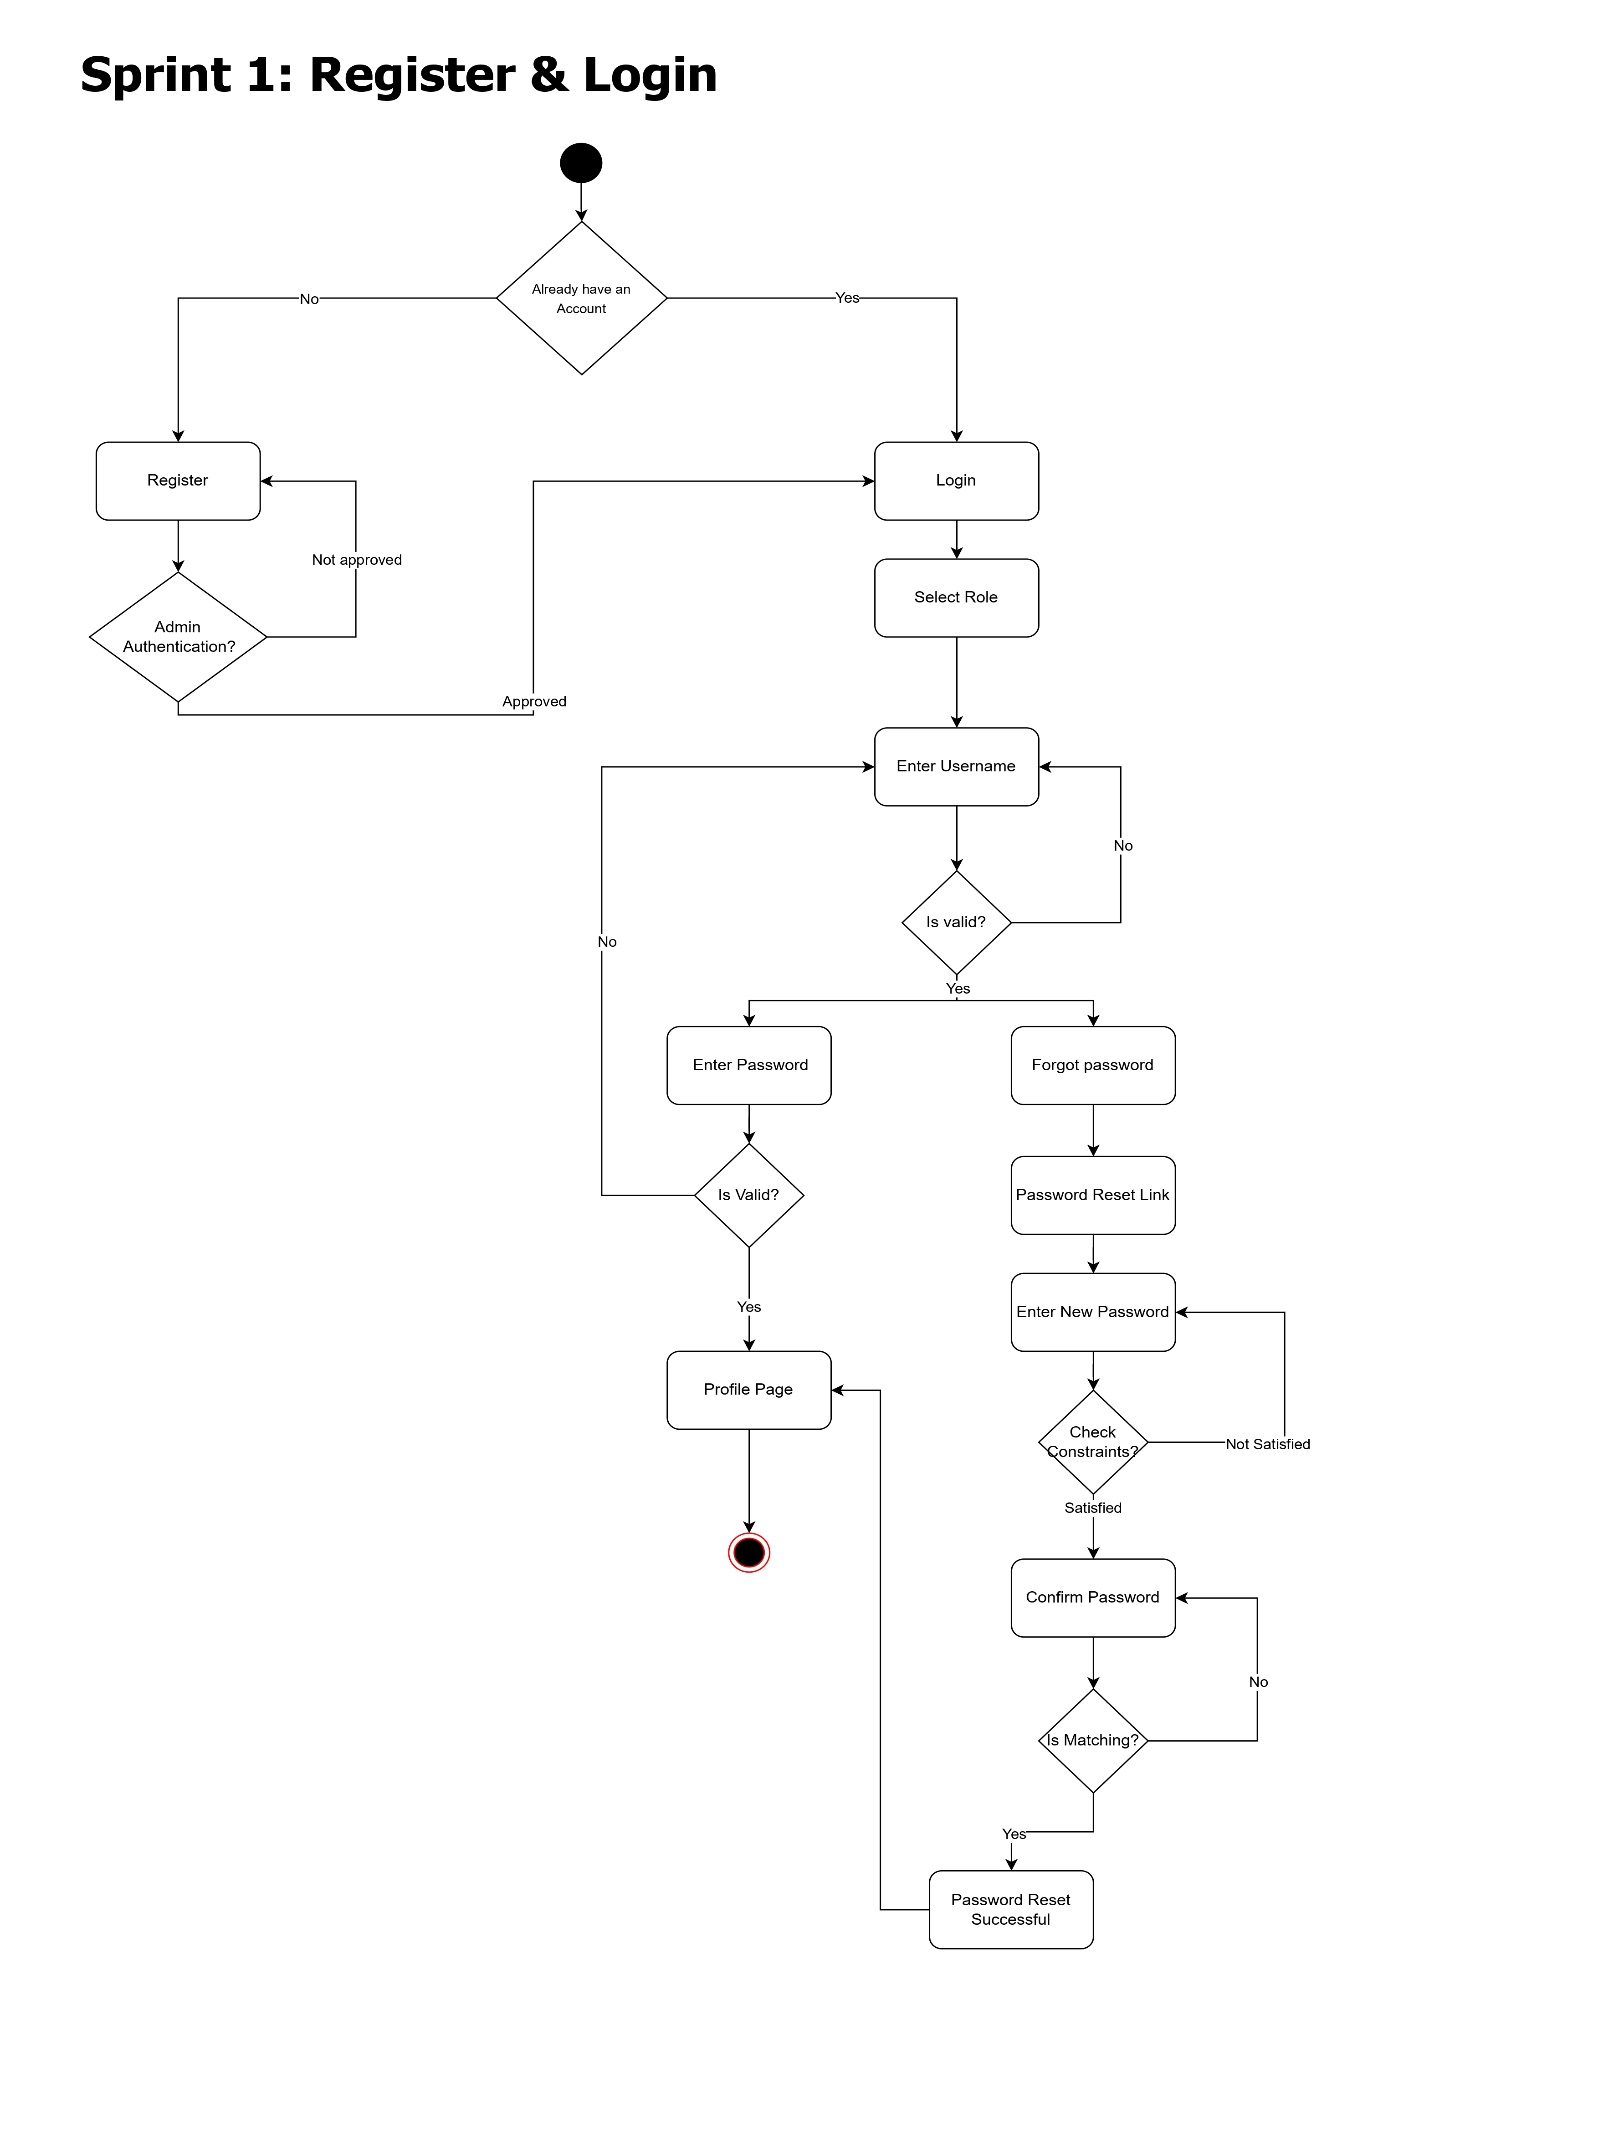 Sprint 1: Register & Login
Already have an
Account
No
Yes
Register
Login
Not approved
Select Role
Admin
Authentication?
Approved
Enter Username
No
Is valid?
No
Yes
Enter Password
Forgot password
Is Valid?
Password Reset Link
Yes
Enter New Password
Profile Page
Check
Constraints?
Not Satisfied
Satisfied
Confirm Password
No
Is Matching?
Yes
Password Reset
Successful